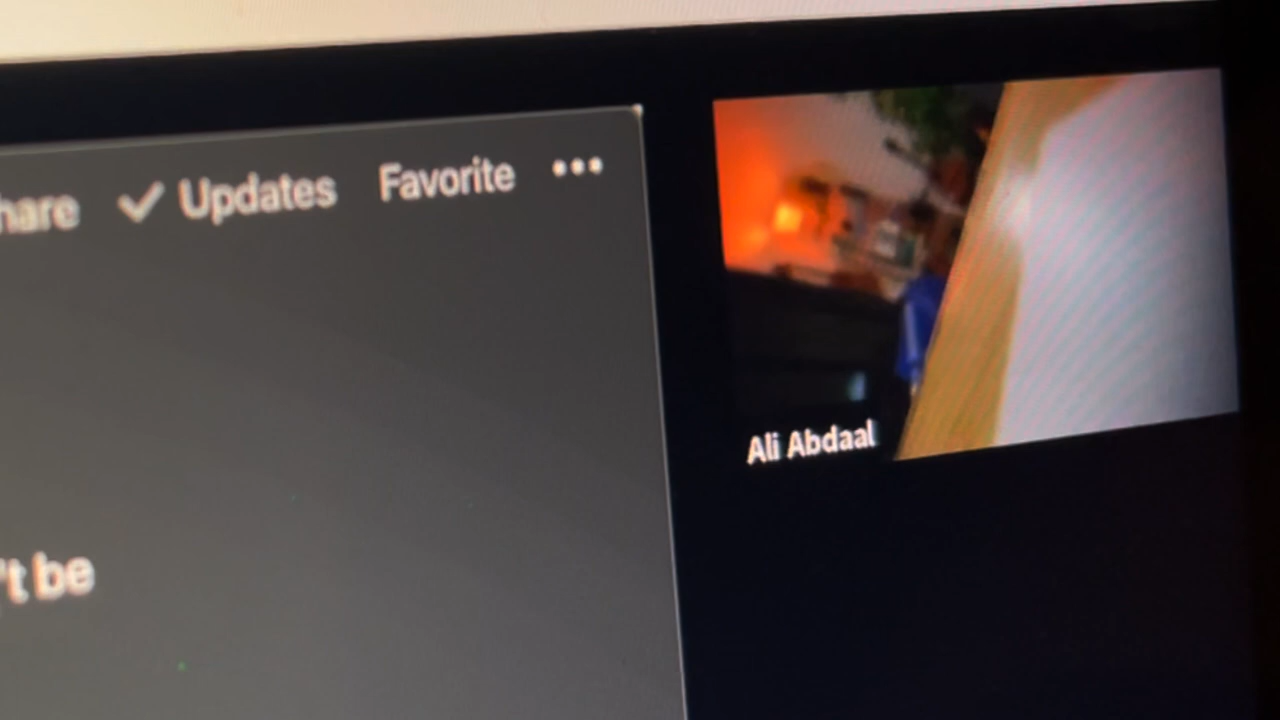 hare ✓ Updates Favorite •••
Ali Abdaal
't be